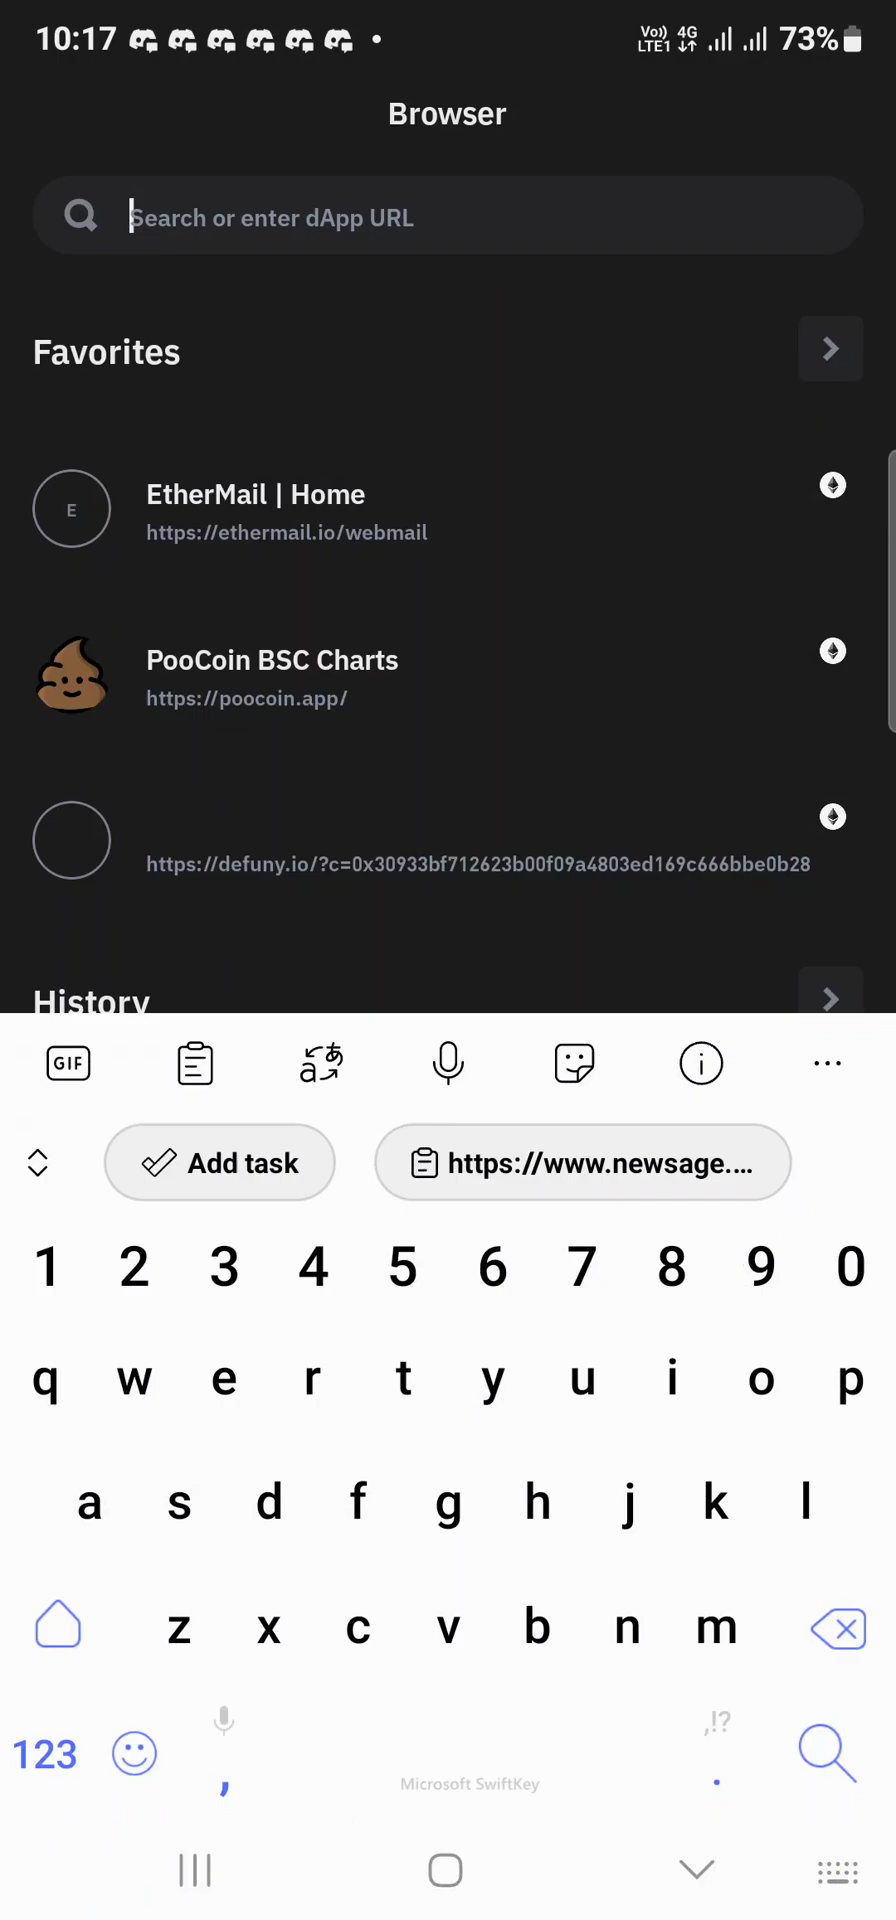 10:17 Vo)) LTE1 4G 73%
Browser
Search or enter dApp URL
Favorites
E
EtherMail | Home
https://ethermail.io/webmail
PooCoin BSC Charts
https://poocoin.app/
https://defuny.io/?c=0x30933bf712623b00f09a4803ed169c666bbe0b28
History
GIF
aあ
Add task
https://www.newsage....
1 2 3 4 5 6 7 8 9 0
q w e r t y u i o p
a s d f g h j k l
z x c v b n m
,!?
123 , Microsoft SwiftKey .